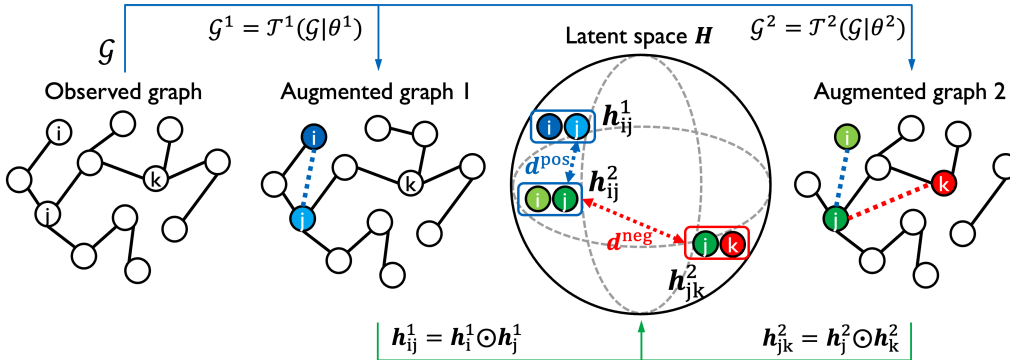 𝒢
𝒢¹ = 𝒯¹(𝒢|θ¹)
𝒢² = 𝒯²(𝒢|θ²)
Observed graph
Augmented graph 1
Latent space H
Augmented graph 2
i
j
k
i
j
k
i j
h¹ᵢⱼ
dᵖᵒˢ
i j
h²ᵢⱼ
dⁿᵉᵍ
j k
h²ⱼₖ
i
j
k
h¹ᵢⱼ = h¹ᵢ⊙h¹ⱼ
h²ⱼₖ = h²ⱼ⊙h²ₖ